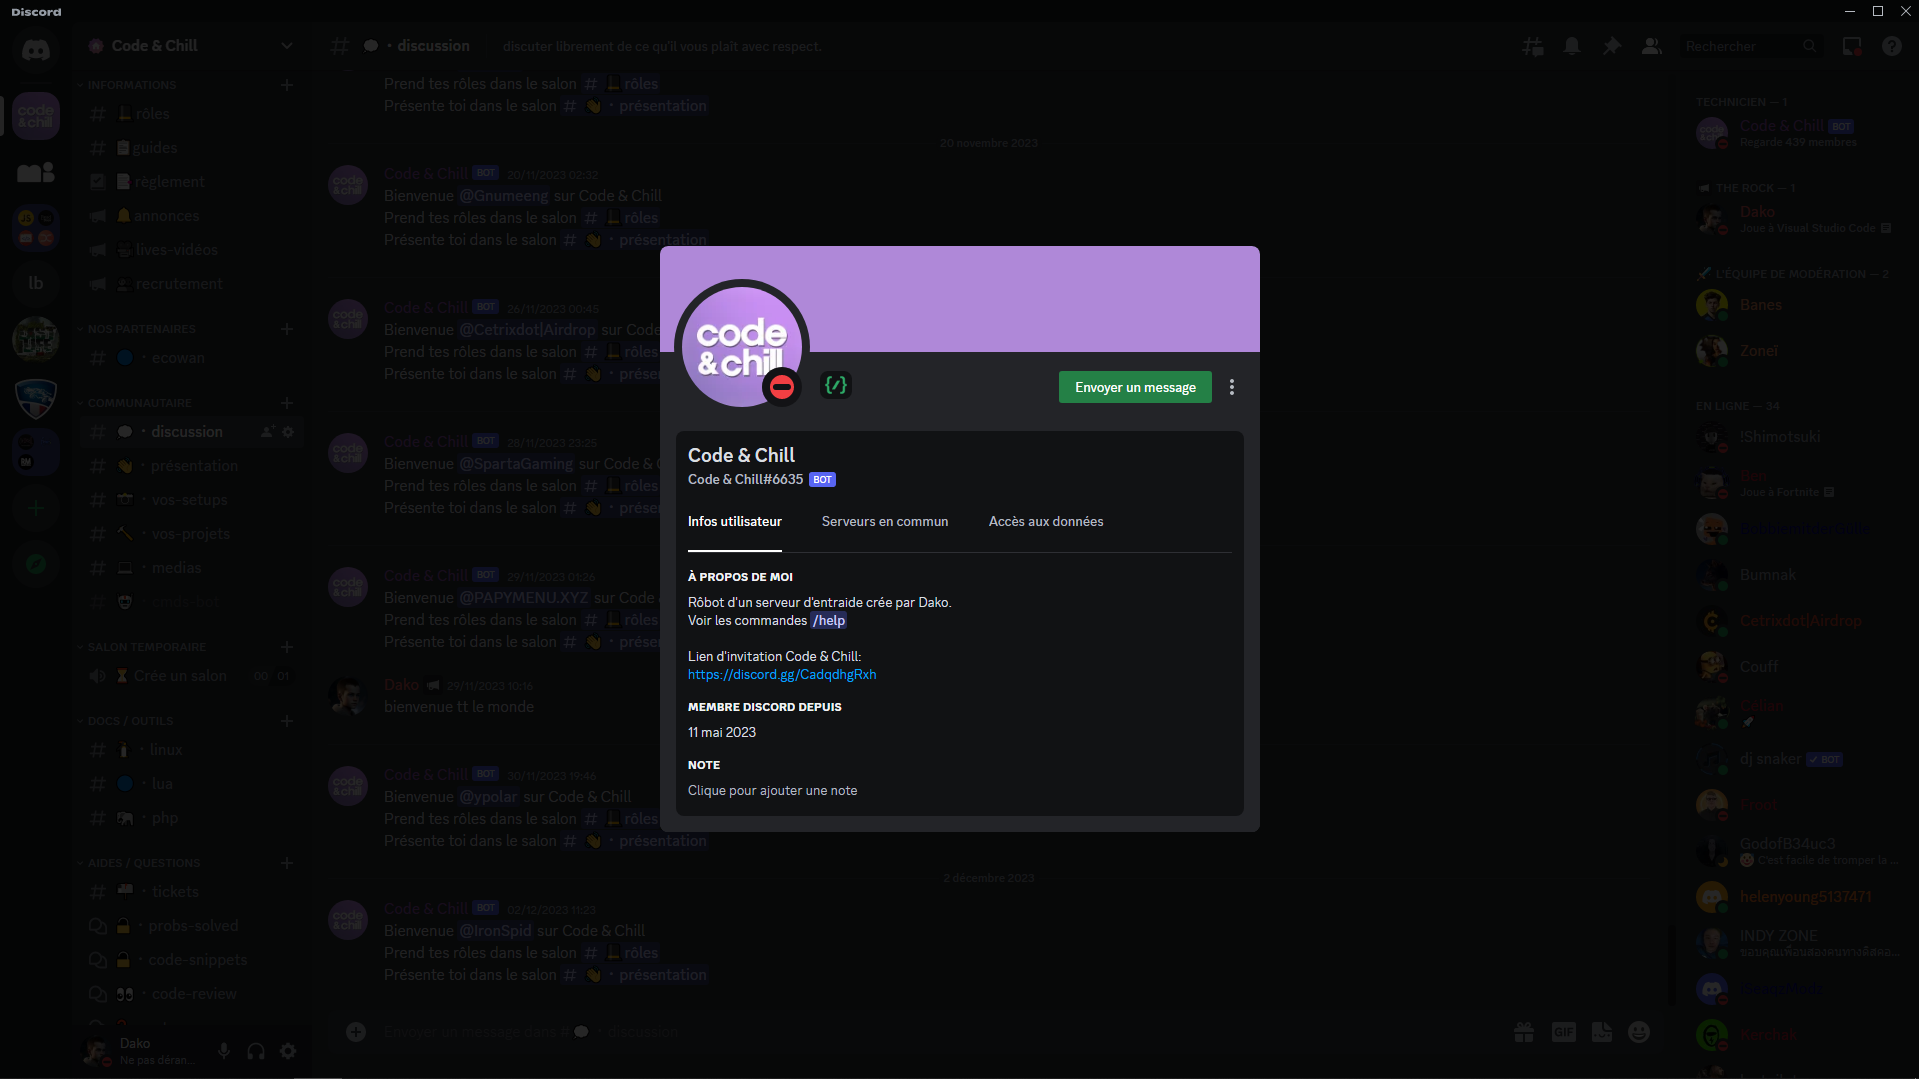 Discord
Code & Chill
INFORMATIONS
rôles
guides
règlement
annonces
lives-vidéos
recrutement
NOS PARTENAIRES
ecowan
COMMUNAUTAIRE
discussion
présentation
vos-setups
vos-projets
medias
SALON TEMPORAIRE
Crée un salon 00 01
DOCS / OUTILS
linux
lua
php
AIDES / QUESTIONS
tickets
probs-solved
code-snippets
code-review
Dako
Ne pas déran...
code
&chill
lb
discussion
discuter librement de ce qu'il vous plaît avec respect.
Rechercher
Prend tes rôles dans le salon # rôles
Présente toi dans le salon # présentation
20 novembre 2023
Code & Chill BOT 20/11/2023 02:32
Bienvenue @Gnumeeng sur Code & Chill
Prend tes rôles dans le salon # rôles
Présente toi dans le salon # présentation
Code & Chill BOT 26/11/2023 00:45
Bienvenue @Cetrixdot|Airdrop sur Code
Prend tes rôles dans le salon # rôles
Présente toi dans le salon # prése
Code & Chill BOT 28/11/2023 23:25
Bienvenue @SpartaGaming sur Code &
Prend tes rôles dans le salon # rôles
Présente toi dans le salon # prése
Code & Chill BOT 29/11/2023 01:26
Bienvenue @PAPYMENU.XYZ sur Code
Prend tes rôles dans le salon # rôles
Présente toi dans le salon # prése
Dako 29/11/2023 10:16
bienvenue tt le monde
Code & Chill BOT 30/11/2023 19:46
Bienvenue @ypolar sur Code & Chill
Prend tes rôles dans le salon # rôles
Présente toi dans le salon # présentation
2 décembre 2023
Code & Chill BOT 02/12/2023 11:23
Bienvenue @IronSpid sur Code & Chill
Prend tes rôles dans le salon # rôles
Présente toi dans le salon # présentation
Envoyer un message dans # discussion
GIF
code
& chill
{/}
Envoyer un message
Code & Chill
Code & Chill#6635 BOT
Infos utilisateur Serveurs en commun Accès aux données
À PROPOS DE MOI
Rôbot d'un serveur d'entraide crée par Dako.
Voir les commandes /help
Lien d'invitation Code & Chill:
https://discord.gg/CadqdhgRxh
MEMBRE DISCORD DEPUIS
11 mai 2023
NOTE
Clique pour ajouter une note
TECHNICIEN — 1
Code & Chill BOT
Regarde 439 membres
THE ROCK — 1
Dako
Joue à Visual Studio Code
L'ÉQUIPE DE MODÉRATION — 2
Banes
Zoneï
EN LIGNE — 34
!Shimotsuki
Ben
Joue à Fortnite
Bumnak
Cetrixdot|Airdrop
Couff
Célian
dj snaker BOT
Frodi
GodofB34uc3
C'est facile de tromper la ...
helenyoung5137471
INDY ZONE
Kerchak